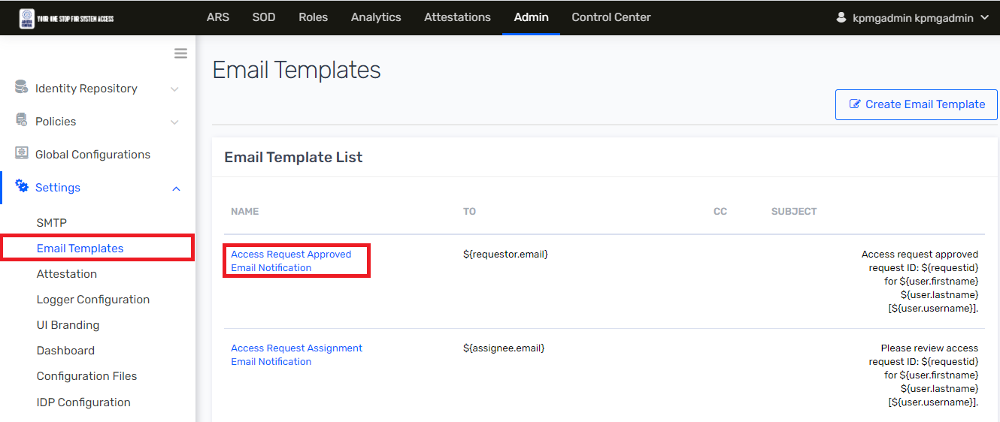 ACCESS CENTRAL YOUR ONE STOP FOR SYSTEM ACCESS
ARS SOD Roles Analytics Attestations Admin Control Center kpmgadmin kpmgadmin
Email Templates
Identity Repository
Policies
Global Configurations
Settings
SMTP
Email Templates
Attestation
Logger Configuration
UI Branding
Dashboard
Configuration Files
IDP Configuration
Create Email Template
Email Template List
NAME TO CC SUBJECT
Access Request Approved
Email Notification
${requestor.email}
Access request approved
request ID: ${requestid}
for ${user.firstname}
${user.lastname}
[${user.username}].
Access Request Assignment
Email Notification
${assignee.email}
Please review access
request ID: ${requestid}
for ${user.firstname}
${user.lastname}
[${user.username}].